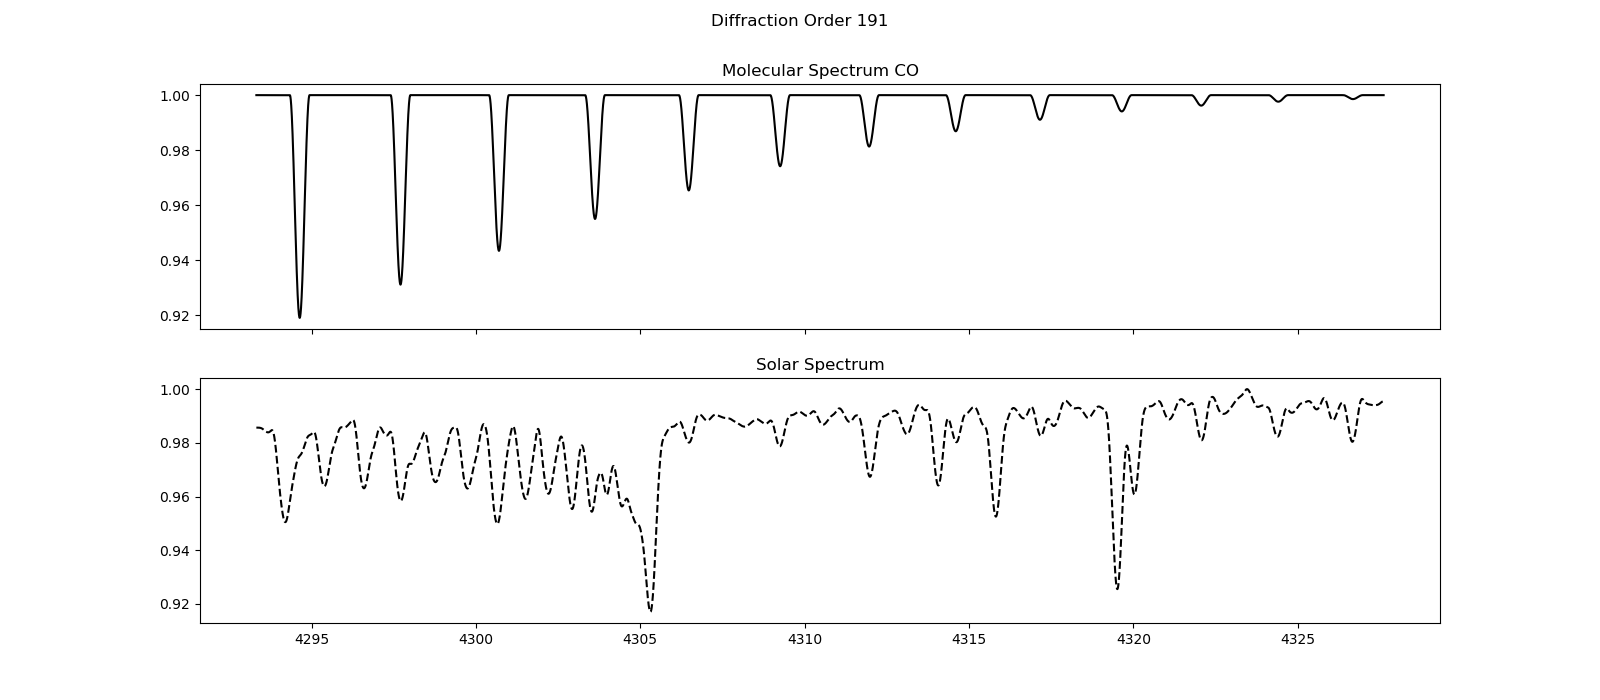 Diffraction Order 191
Molecular Spectrum CO
1.00
0.98
0.96
0.94
0.92
Solar Spectrum
1.00
0.98
0.96
0.94
0.92
4295 4300 4305 4310 4315 4320 4325